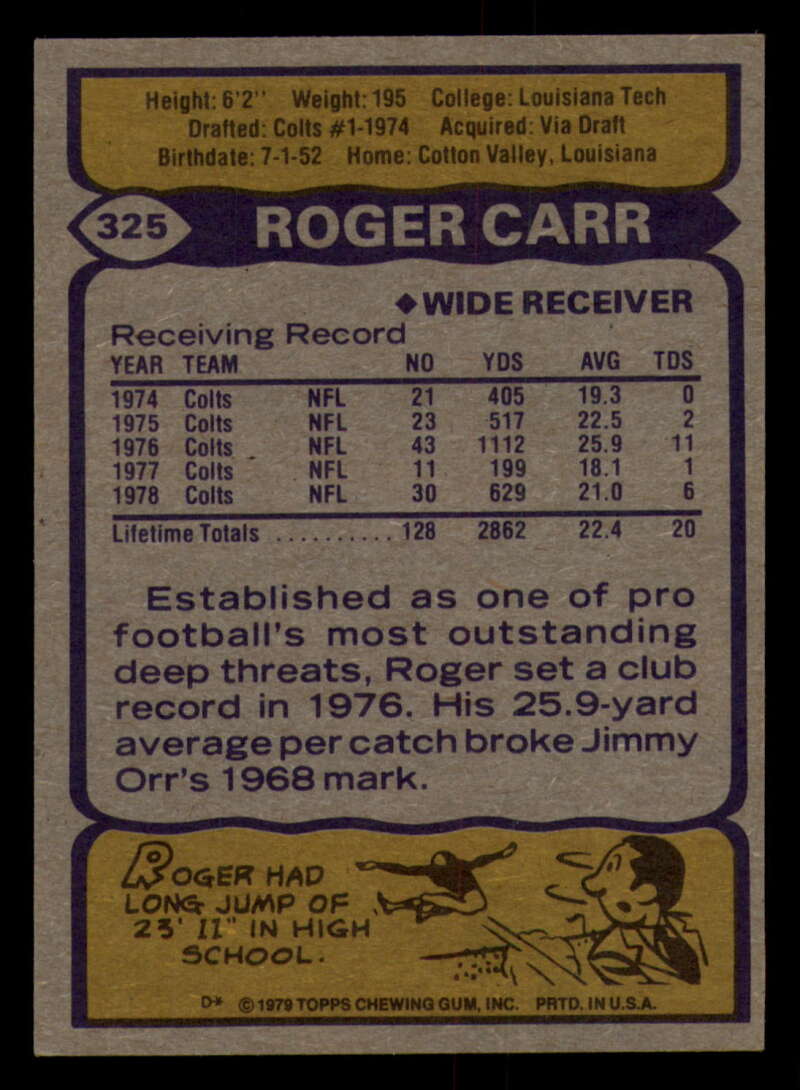 Height: 6'2" Weight: 195 College: Louisiana Tech
Drafted: Colts #1-1974 Acquired: Via Draft
Birthdate: 7-1-52 Home: Cotton Valley, Louisiana
325 ROGER CARR
◆WIDE RECEIVER
Receiving Record
YEAR TEAM NO YDS AVG TDS
1974 Colts NFL 21 405 19.3 0
1975 Colts NFL 23 517 22.5 2
1976 Colts NFL 43 1112 25.9 11
1977 Colts NFL 11 199 18.1 1
1978 Colts NFL 30 629 21.0 6
Lifetime Totals .......... 128 2862 22.4 20
Established as one of pro
football's most outstanding
deep threats, Roger set a club
record in 1976. His 25.9-yard
average per catch broke Jimmy
Orr's 1968 mark.
ROGER HAD
LONG JUMP OF
23' 11" IN HIGH
SCHOOL.
D* © 1979 TOPPS CHEWING GUM, INC. PRTD. IN U.S.A.